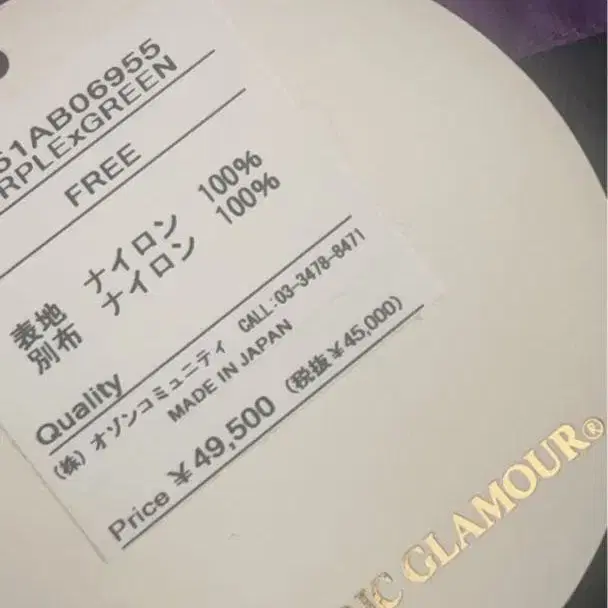 51AB06955
RPLExGREEN
FREE
表地 ナイロン 100%
別布 ナイロン 100%
Quality
(株) オゾンコミュニティ CALL:03-3478-8471
MADE IN JAPAN
Price ¥49,500 (税抜¥45,000)
IC GLAMOUR®